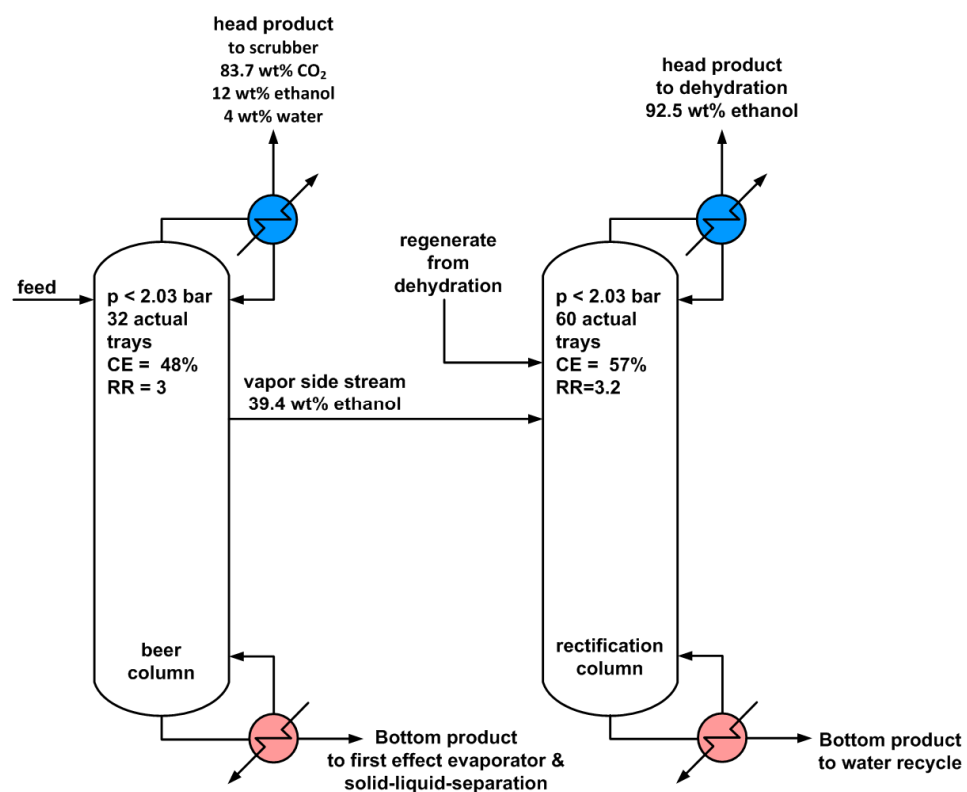 head product
to scrubber
83.7 wt% CO₂
12 wt% ethanol
4 wt% water
head product
to dehydration
92.5 wt% ethanol
feed
p < 2.03 bar
32 actual
trays
CE = 48%
RR = 3
regenerate
from
dehydration
vapor side stream
39.4 wt% ethanol
p < 2.03 bar
60 actual
trays
CE = 57%
RR=3.2
beer
column
rectification
column
Bottom product
to first effect evaporator &
solid-liquid-separation
Bottom product
to water recycle